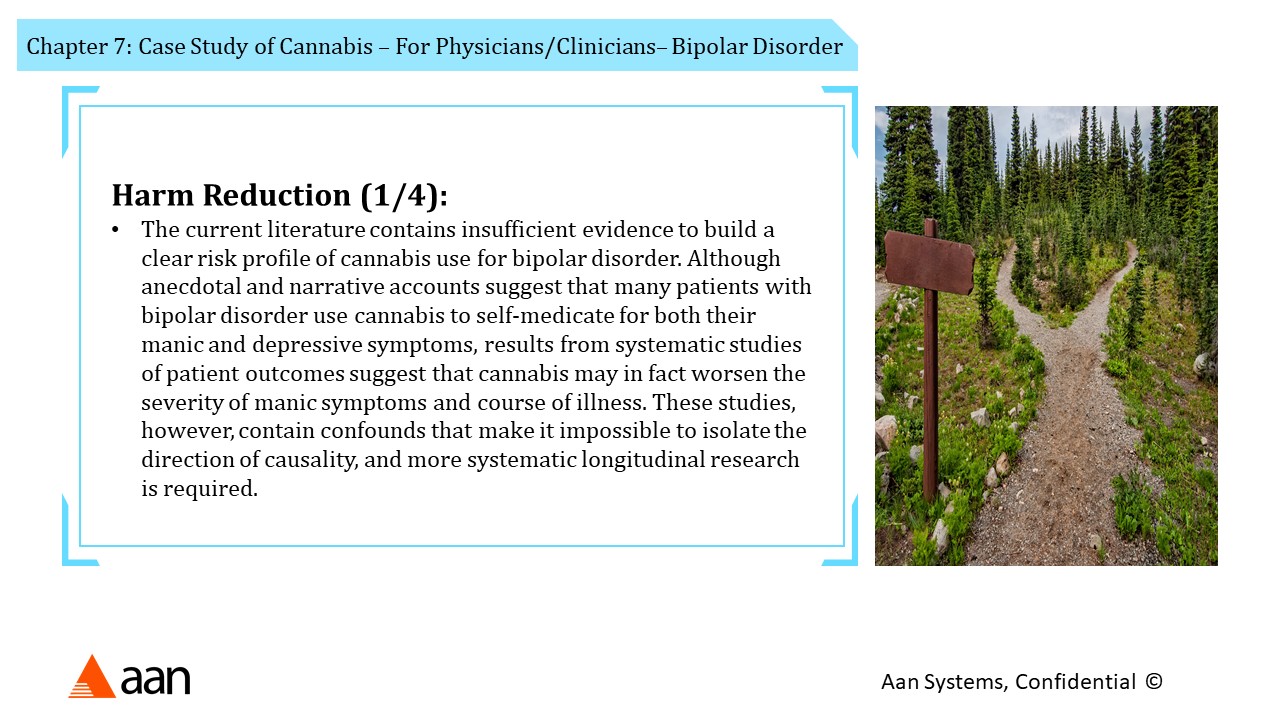 Chapter 7: Case Study of Cannabis – For Physicians/Clinicians– Bipolar Disorder
Harm Reduction (1/4):
• The current literature contains insufficient evidence to build a
clear risk profile of cannabis use for bipolar disorder. Although
anecdotal and narrative accounts suggest that many patients with
bipolar disorder use cannabis to self-medicate for both their
manic and depressive symptoms, results from systematic studies
of patient outcomes suggest that cannabis may in fact worsen the
severity of manic symptoms and course of illness. These studies,
however, contain confounds that make it impossible to isolate the
direction of causality, and more systematic longitudinal research
is required.
aan
Aan Systems, Confidential ©